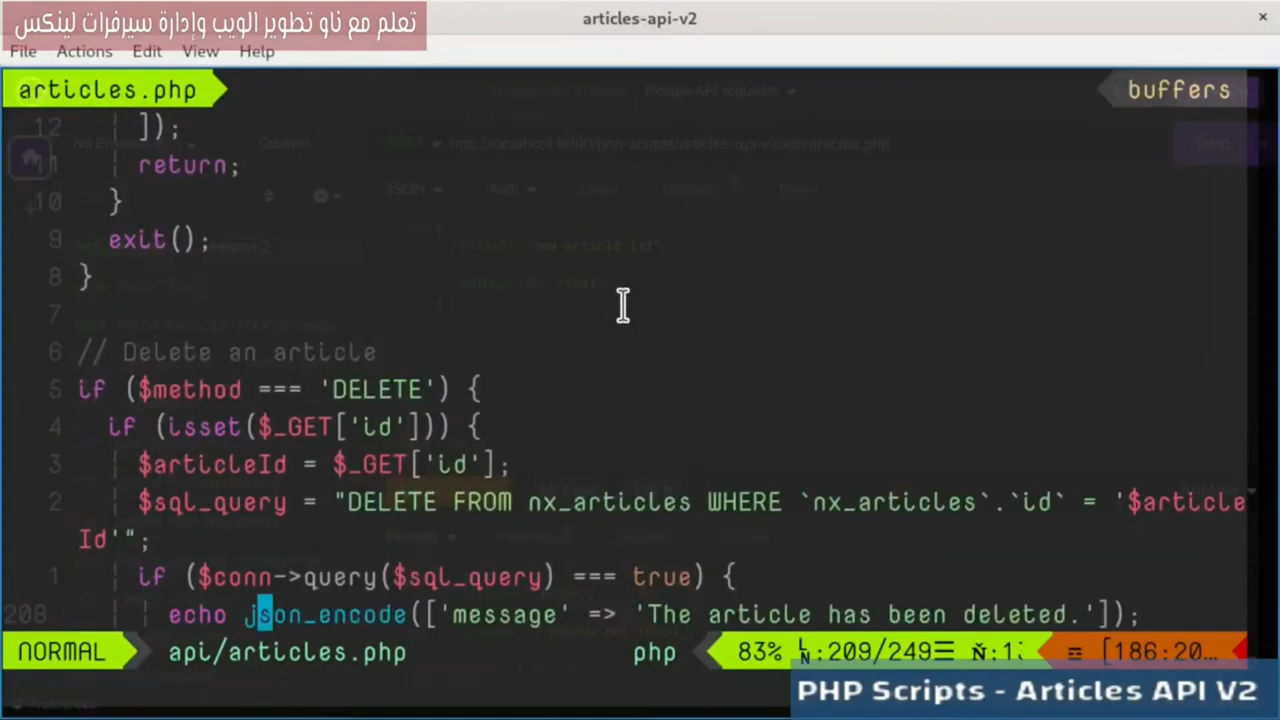 تعلم مع ناو تطوير الويب وإدارة سيرفرات لينكس
articles-api-v2
×
File Actions Edit View Help
articles.php
buffers
12 ]);
11 return;
10 }
9 exit();
8 }
7
6 // Delete an article
5 if ($method === 'DELETE') {
4 if (isset($_GET['id'])) {
3 $articleId = $_GET['id'];
2 $sql_query = "DELETE FROM nx_articles WHERE `nx_articles`.`id` = '$article
Id'";
1 if ($conn->query($sql_query) === true) {
209 echo json_encode(['message' => 'The article has been deleted.']);
NORMAL api/articles.php php 83% ㏑:209/249☰ [186:20…
PHP Scripts - Articles API V2